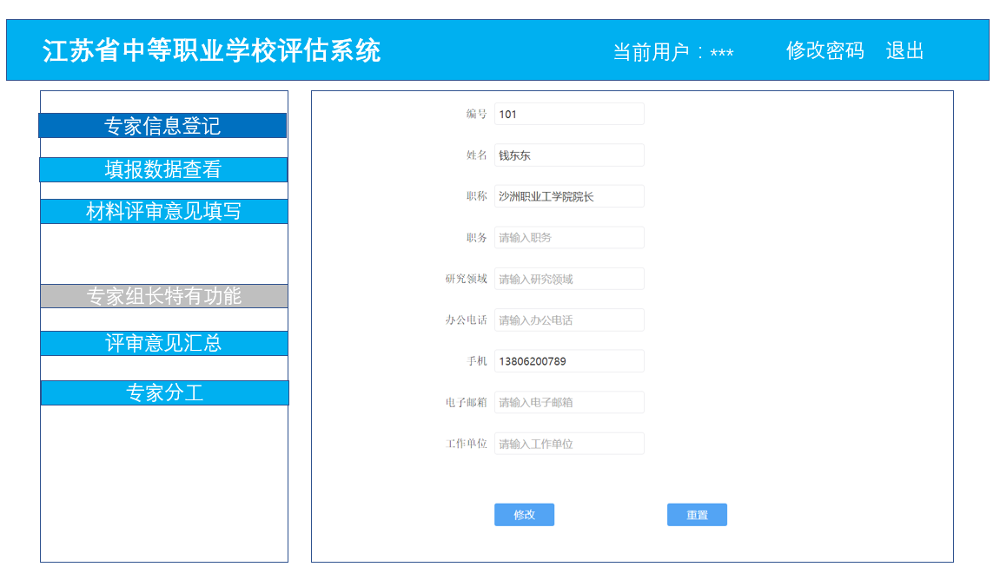 江苏省中等职业学校评估系统
当前用户：***
修改密码
退出
专家信息登记
填报数据查看
材料评审意见填写
专家组长特有功能
评审意见汇总
专家分工
编号 101
姓名 钱东东
职称 沙洲职业工学院院长
职务 请输入职务
研究领域 请输入研究领域
办公电话 请输入办公电话
手机 13806200789
电子邮箱 请输入电子邮箱
工作单位 请输入工作单位
修改
重置